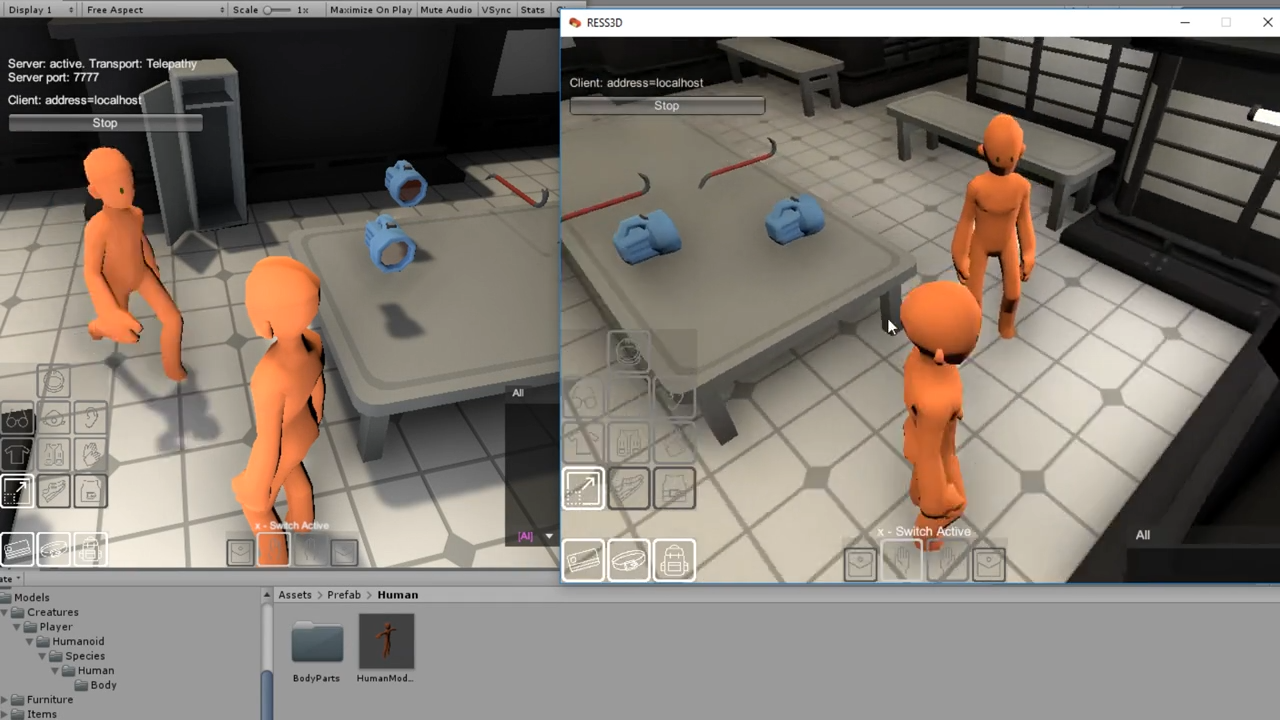 Display 1
Free Aspect
Scale
1x
Maximize On Play
Mute Audio
VSync
Stats
Server: active. Transport: Telepathy
Server port: 7777
Client: address=localhost
Stop
All
x - Switch Active
[All]
RESS3D
Client: address=localhost
Stop
x - Switch Active
All
Models
Creatures
Player
Humanoid
Species
Human
Body
Furniture
Items
Assets > Prefab > Human
BodyParts
HumanMod...